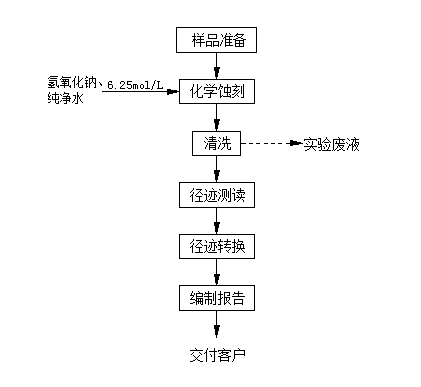 样品准备
氢氧化钠、
纯净水
6.25mol/L
化学蚀刻
清洗
实验废液
径迹测读
径迹转换
编制报告
交付客户